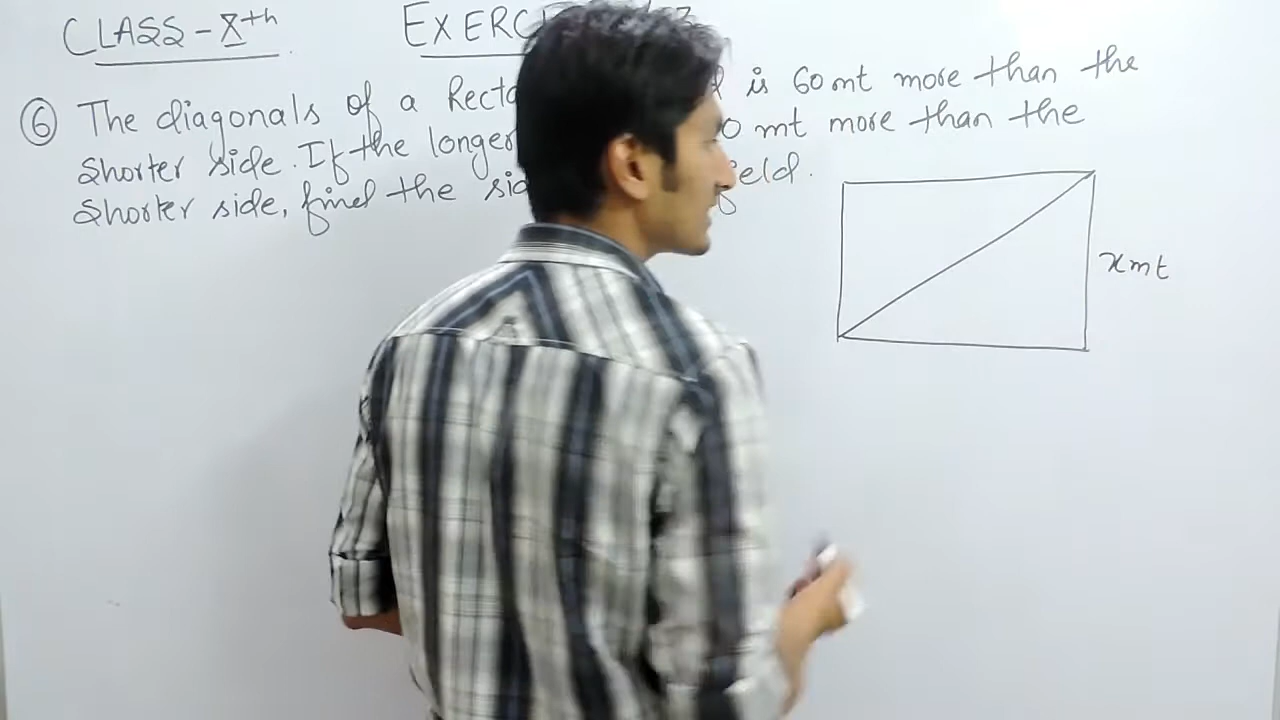 CLASS - Xth EXERC
⑥ The diagonals of a Recta is 60 mt more than the
Shorter side. If the longer 0 mt more than the
Shorter side, find the sid eld.
x mt